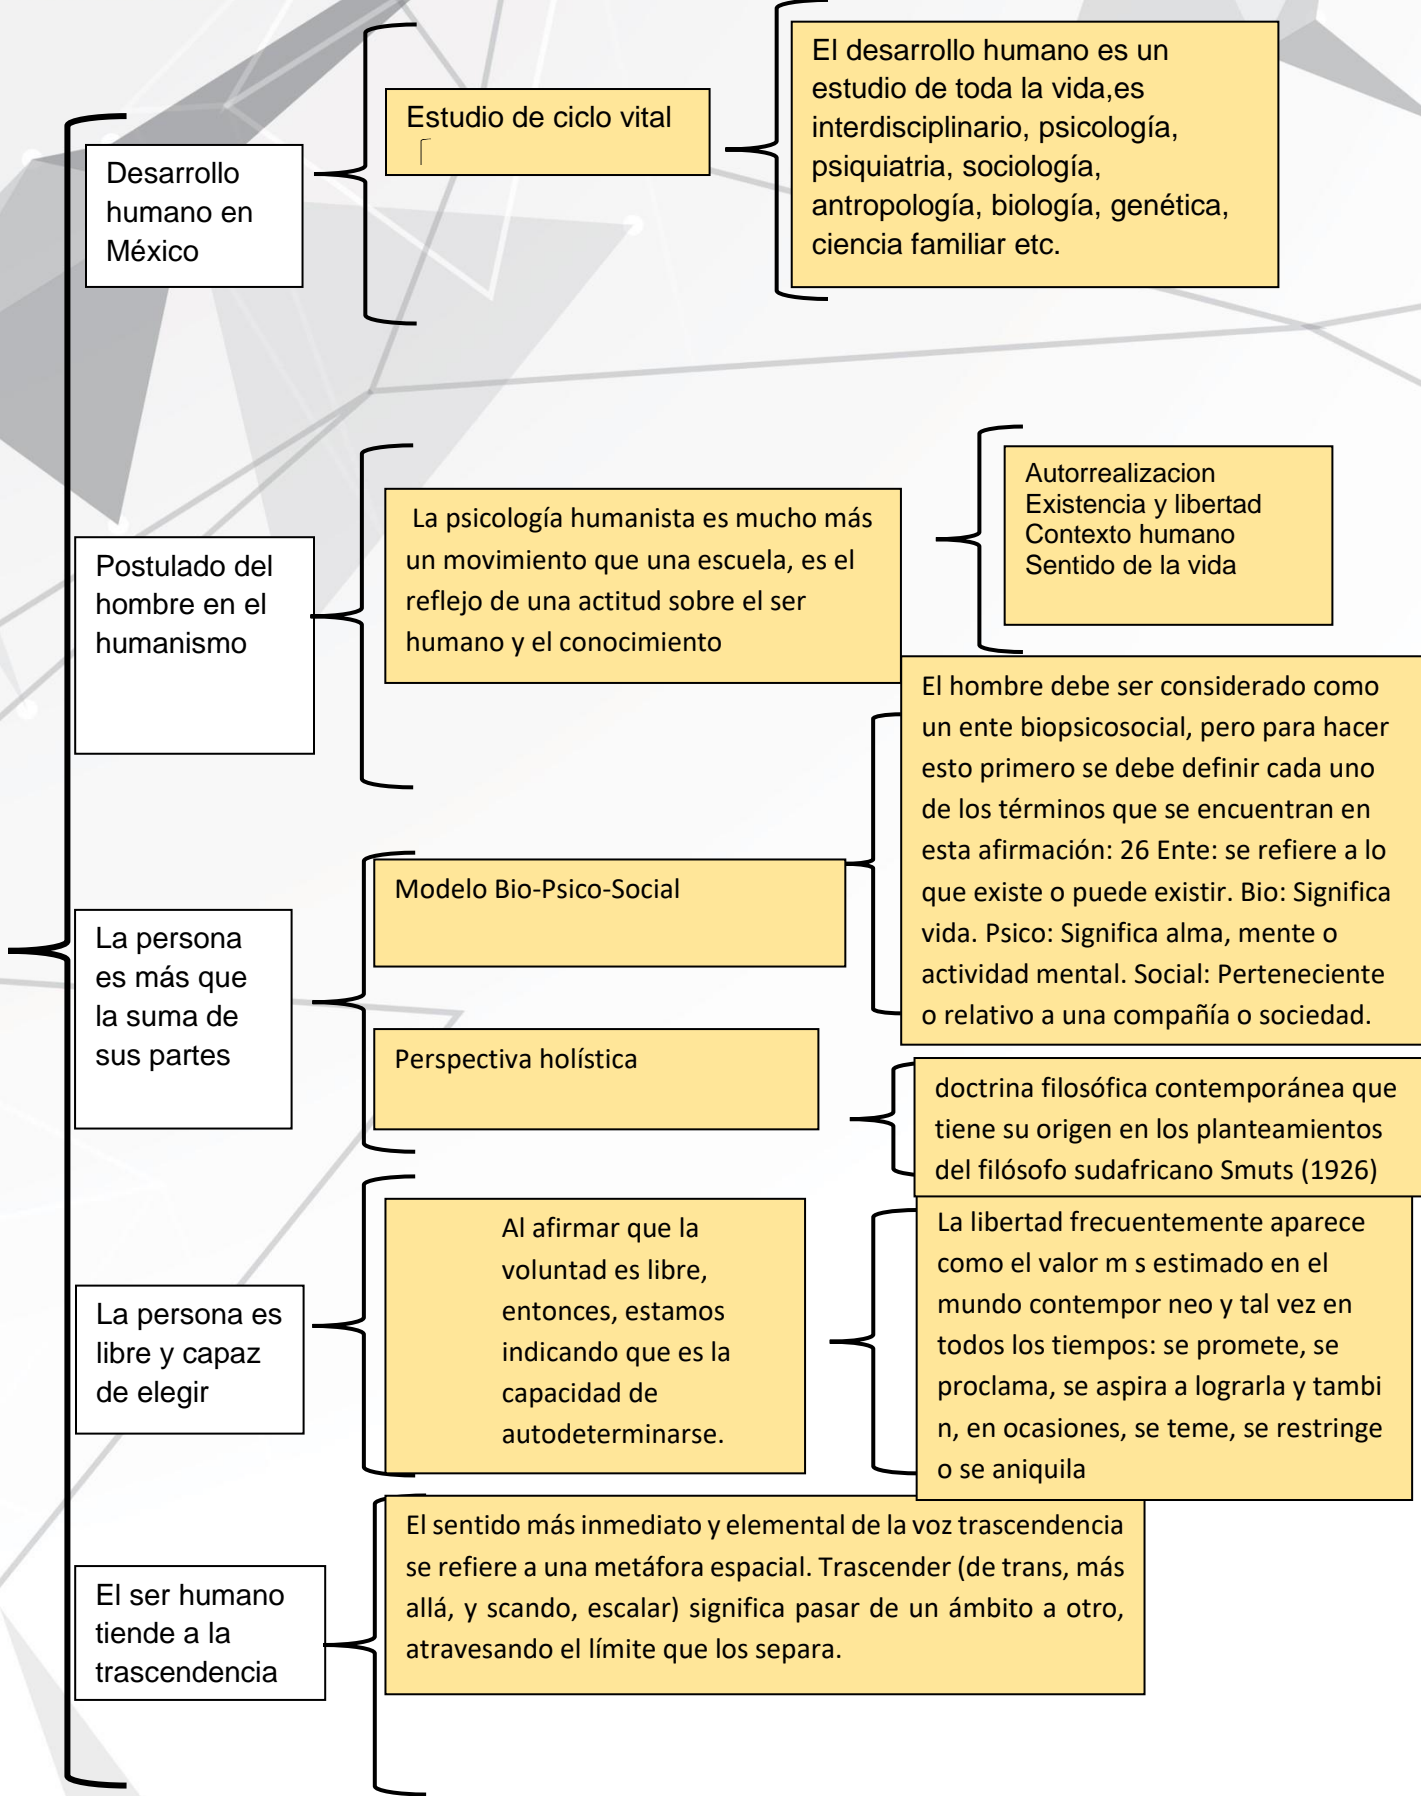 Desarrollo
humano en
México
Estudio de ciclo vital
El desarrollo humano es un
estudio de toda la vida,es
interdisciplinario, psicología,
psiquiatria, sociología,
antropología, biología, genética,
ciencia familiar etc.
Postulado del
hombre en el
humanismo
La psicología humanista es mucho más
un movimiento que una escuela, es el
reflejo de una actitud sobre el ser
humano y el conocimiento
Autorrealizacion
Existencia y libertad
Contexto humano
Sentido de la vida
La persona
es más que
la suma de
sus partes
Modelo Bio-Psico-Social
El hombre debe ser considerado como
un ente biopsicosocial, pero para hacer
esto primero se debe definir cada uno
de los términos que se encuentran en
esta afirmación: 26 Ente: se refiere a lo
que existe o puede existir. Bio: Significa
vida. Psico: Significa alma, mente o
actividad mental. Social: Perteneciente
o relativo a una compañía o sociedad.
Perspectiva holística
doctrina filosófica contemporánea que
tiene su origen en los planteamientos
del filósofo sudafricano Smuts (1926)
La persona es
libre y capaz
de elegir
Al afirmar que la
voluntad es libre,
entonces, estamos
indicando que es la
capacidad de
autodeterminarse.
La libertad frecuentemente aparece
como el valor m s estimado en el
mundo contempor neo y tal vez en
todos los tiempos: se promete, se
proclama, se aspira a lograrla y tambi
n, en ocasiones, se teme, se restringe
o se aniquila
El ser humano
tiende a la
trascendencia
El sentido más inmediato y elemental de la voz trascendencia
se refiere a una metáfora espacial. Trascender (de trans, más
allá, y scando, escalar) significa pasar de un ámbito a otro,
atravesando el límite que los separa.